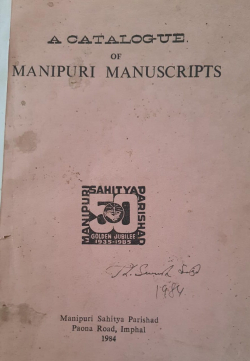 A CATALOGUE.
OF
MANIPURI MANUSCRIPTS
MANIPURI
SAHITYA
PARISHAD
GOLDEN JUBILEE
1935-1985
1984
Manipuri Sahitya Parishad
Paona Road, Imphal
1984